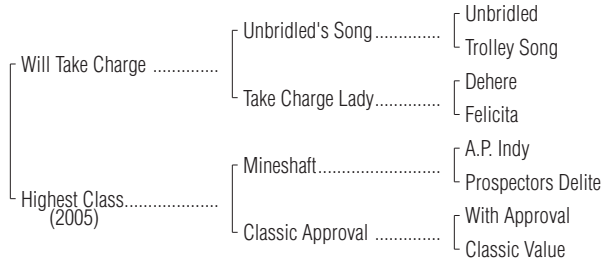 Unbridled
Unbridled's Song ..............
Trolley Song
Will Take Charge ..............
Dehere
Take Charge Lady..............
Felicita
A.P. Indy
Mineshaft..........................
Prospectors Delite
Highest Class....................
(2005)
With Approval
Classic Approval ..............
Classic Value